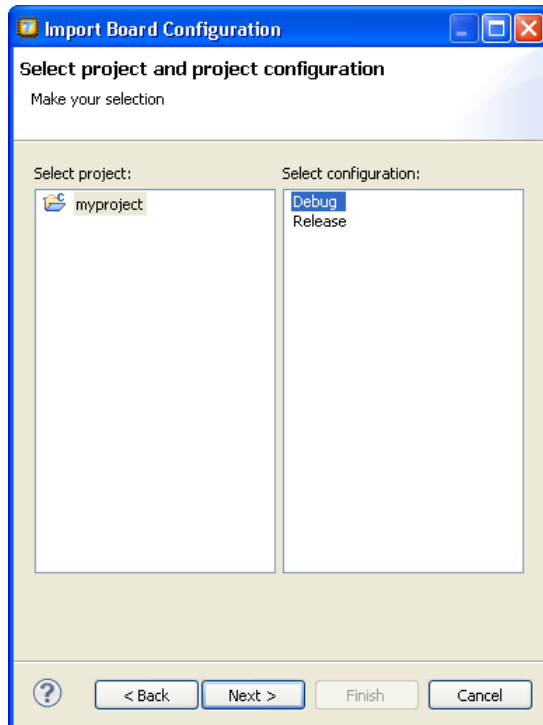 Import Board Configuration
Select project and project configuration
Make your selection
Select project:
Select configuration:
myproject
Debug
Release
< Back
Next >
Finish
Cancel